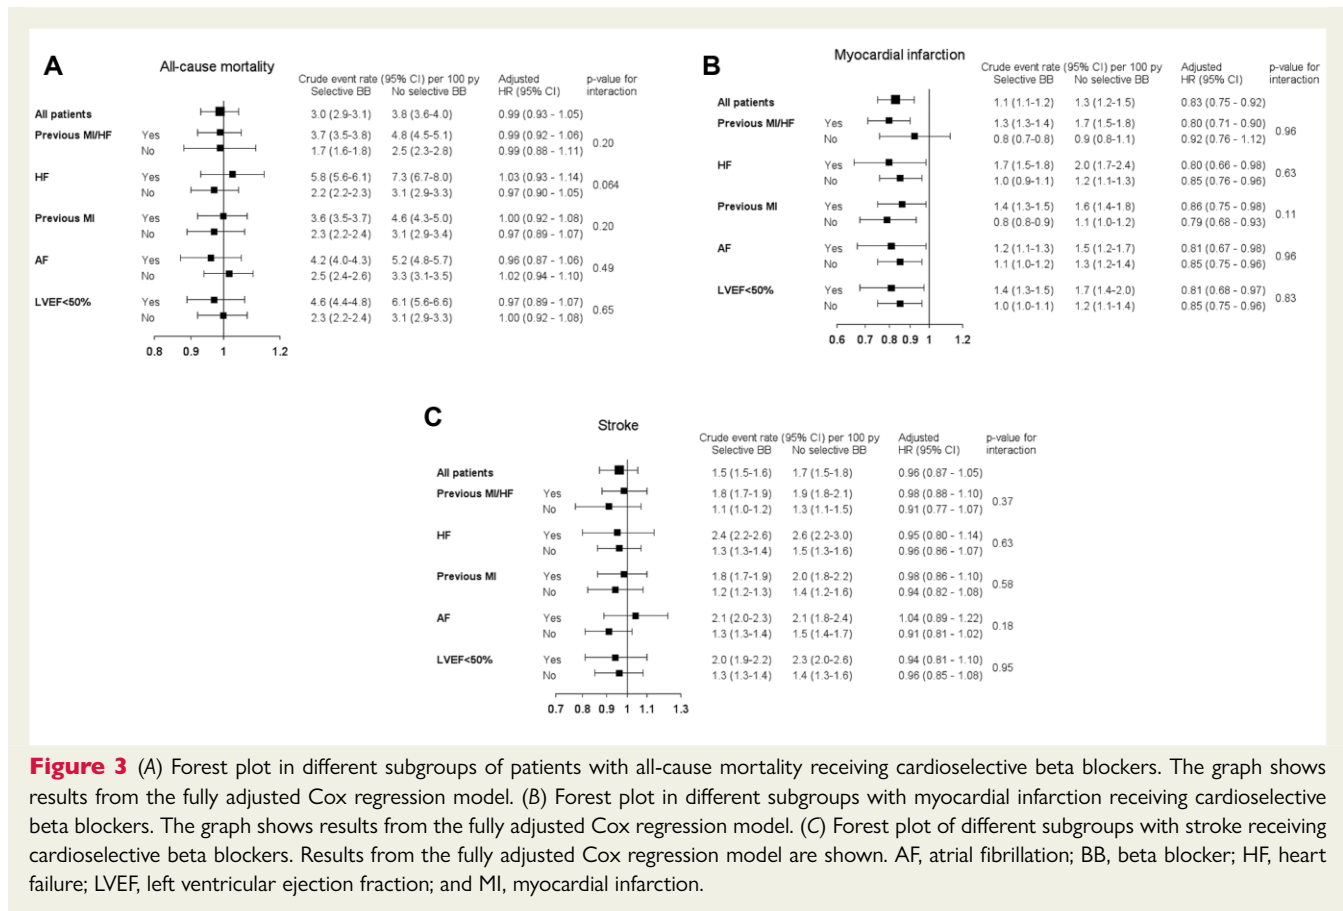 A
All-cause mortality
Crude event rate (95% CI) per 100 py Adjusted p-value for
Selective BB No selective BB HR (95% CI) interaction
All patients 3.0 (2.9-3.1) 3.8 (3.6-4.0) 0.99 (0.93 - 1.05)
Previous MI/HF Yes 3.7 (3.5-3.8) 4.8 (4.5-5.1) 0.99 (0.92 - 1.06) 0.20
No 1.7 (1.6-1.8) 2.5 (2.3-2.8) 0.99 (0.88 - 1.11)
HF Yes 5.8 (5.6-6.1) 7.3 (6.7-8.0) 1.03 (0.93 - 1.14) 0.064
No 2.2 (2.2-2.3) 3.1 (2.9-3.3) 0.97 (0.90 - 1.05)
Previous MI Yes 3.6 (3.5-3.7) 4.6 (4.3-5.0) 1.00 (0.92 - 1.08) 0.20
No 2.3 (2.2-2.4) 3.1 (2.9-3.4) 0.97 (0.89 - 1.07)
AF Yes 4.2 (4.0-4.3) 5.2 (4.8-5.7) 0.96 (0.87 - 1.06) 0.49
No 2.5 (2.4-2.6) 3.3 (3.1-3.5) 1.02 (0.94 - 1.10)
LVEF<50% Yes 4.6 (4.4-4.8) 6.1 (5.6-6.6) 0.97 (0.89 - 1.07) 0.65
No 2.3 (2.2-2.4) 3.1 (2.9-3.3) 1.00 (0.92 - 1.08)
0.8 0.9 1 1.2
B
Myocardial infarction
Crude event rate (95% CI) per 100 py Adjusted p-value for
Selective BB No selective BB HR (95% CI) interaction
All patients 1.1 (1.1-1.2) 1.3 (1.2-1.5) 0.83 (0.75 - 0.92)
Previous MI/HF Yes 1.3 (1.3-1.4) 1.7 (1.5-1.8) 0.80 (0.71 - 0.90) 0.96
No 0.8 (0.7-0.8) 0.9 (0.8-1.1) 0.92 (0.76 - 1.12)
HF Yes 1.7 (1.5-1.8) 2.0 (1.7-2.4) 0.80 (0.66 - 0.98) 0.63
No 1.0 (0.9-1.1) 1.2 (1.1-1.3) 0.85 (0.76 - 0.96)
Previous MI Yes 1.4 (1.3-1.5) 1.6 (1.4-1.8) 0.86 (0.75 - 0.98) 0.11
No 0.8 (0.8-0.9) 1.1 (1.0-1.2) 0.79 (0.68 - 0.93)
AF Yes 1.2 (1.1-1.3) 1.5 (1.2-1.7) 0.81 (0.67 - 0.98) 0.96
No 1.1 (1.0-1.2) 1.3 (1.2-1.4) 0.85 (0.75 - 0.96)
LVEF<50% Yes 1.4 (1.3-1.5) 1.7 (1.4-2.0) 0.81 (0.68 - 0.97) 0.83
No 1.0 (1.0-1.1) 1.2 (1.1-1.4) 0.85 (0.75 - 0.96)
0.6 0.7 0.8 0.9 1 1.2
C
Stroke
Crude event rate (95% CI) per 100 py Adjusted p-value for
Selective BB No selective BB HR (95% CI) interaction
All patients 1.5 (1.5-1.6) 1.7 (1.5-1.8) 0.96 (0.87 - 1.05)
Previous MI/HF Yes 1.8 (1.7-1.9) 1.9 (1.8-2.1) 0.98 (0.88 - 1.10) 0.37
No 1.1 (1.0-1.2) 1.3 (1.1-1.5) 0.91 (0.77 - 1.07)
HF Yes 2.4 (2.2-2.6) 2.6 (2.2-3.0) 0.95 (0.80 - 1.14) 0.63
No 1.3 (1.3-1.4) 1.5 (1.3-1.6) 0.96 (0.86 - 1.07)
Previous MI Yes 1.8 (1.7-1.9) 2.0 (1.8-2.2) 0.98 (0.86 - 1.10) 0.58
No 1.2 (1.2-1.3) 1.4 (1.2-1.6) 0.94 (0.82 - 1.08)
AF Yes 2.1 (2.0-2.3) 2.1 (1.8-2.4) 1.04 (0.89 - 1.22) 0.18
No 1.3 (1.3-1.4) 1.5 (1.4-1.7) 0.91 (0.81 - 1.02)
LVEF<50% Yes 2.0 (1.9-2.2) 2.3 (2.0-2.6) 0.94 (0.81 - 1.10) 0.95
No 1.3 (1.3-1.4) 1.4 (1.3-1.6) 0.96 (0.85 - 1.08)
0.7 0.8 0.9 1 1.1 1.3
Figure 3 (A) Forest plot in different subgroups of patients with all-cause mortality receiving cardioselective beta blockers. The graph shows
results from the fully adjusted Cox regression model. (B) Forest plot in different subgroups with myocardial infarction receiving cardioselective
beta blockers. The graph shows results from the fully adjusted Cox regression model. (C) Forest plot of different subgroups with stroke receiving
cardioselective beta blockers. Results from the fully adjusted Cox regression model are shown. AF, atrial fibrillation; BB, beta blocker; HF, heart
failure; LVEF, left ventricular ejection fraction; and MI, myocardial infarction.